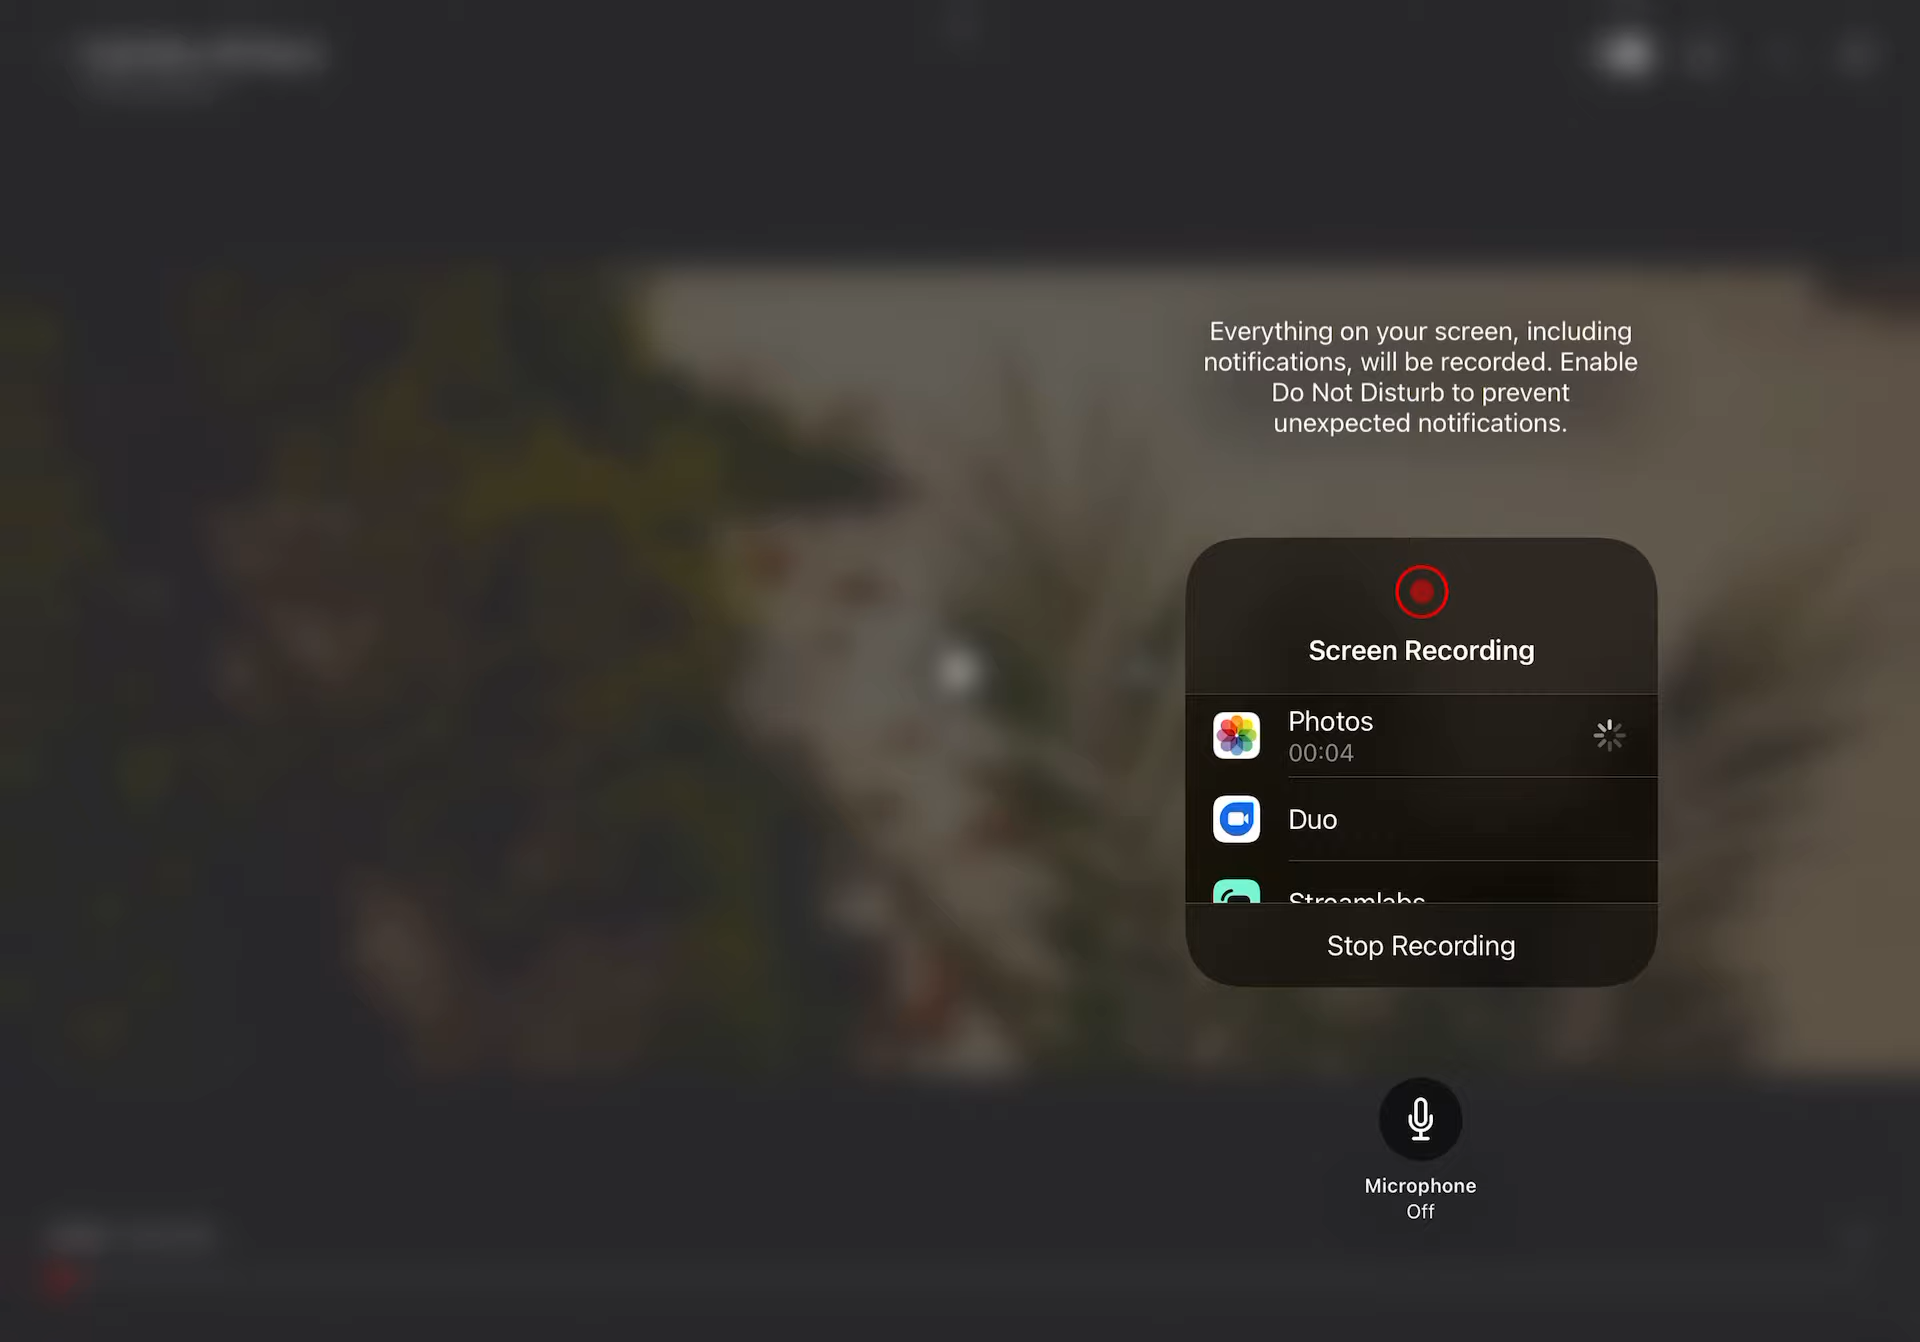 Everything on your screen, including
notifications, will be recorded. Enable
Do Not Disturb to prevent
unexpected notifications.
Screen Recording
Photos
00:04
Duo
Streamlabs
Stop Recording
Microphone
Off